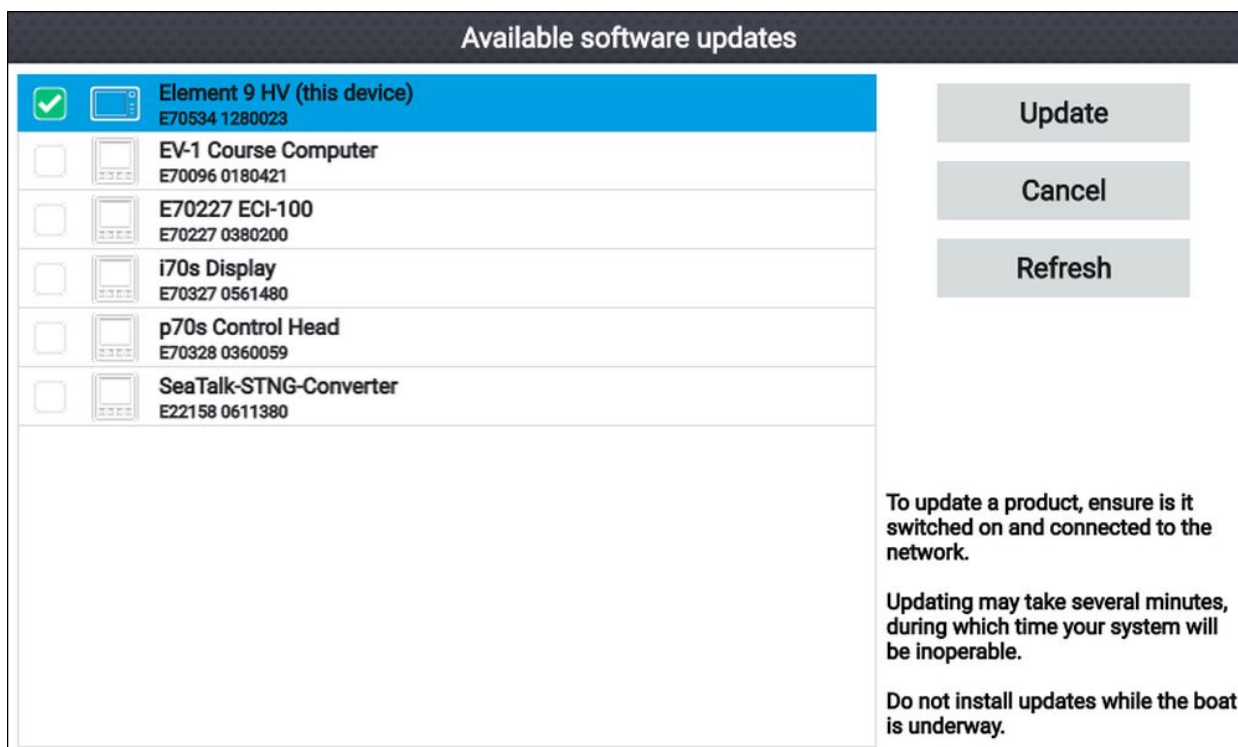 Available software updates
Element 9 HV (this device)
E70534 1280023
EV-1 Course Computer
E70096 0180421
E70227 ECI-100
E70227 0380200
i70s Display
E70327 0561480
p70s Control Head
E70328 0360059
SeaTalk-STNG-Converter
E22158 0611380
Update
Cancel
Refresh
To update a product, ensure is it
switched on and connected to the
network.
Updating may take several minutes,
during which time your system will
be inoperable.
Do not install updates while the boat
is underway.